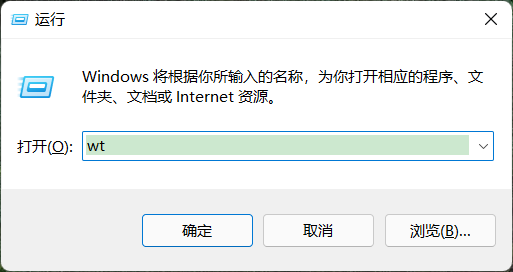 运行
Windows 将根据你所输入的名称，为你打开相应的程序、文
件夹、文档或 Internet 资源。
打开(O): wt
确定 取消 浏览(B)...